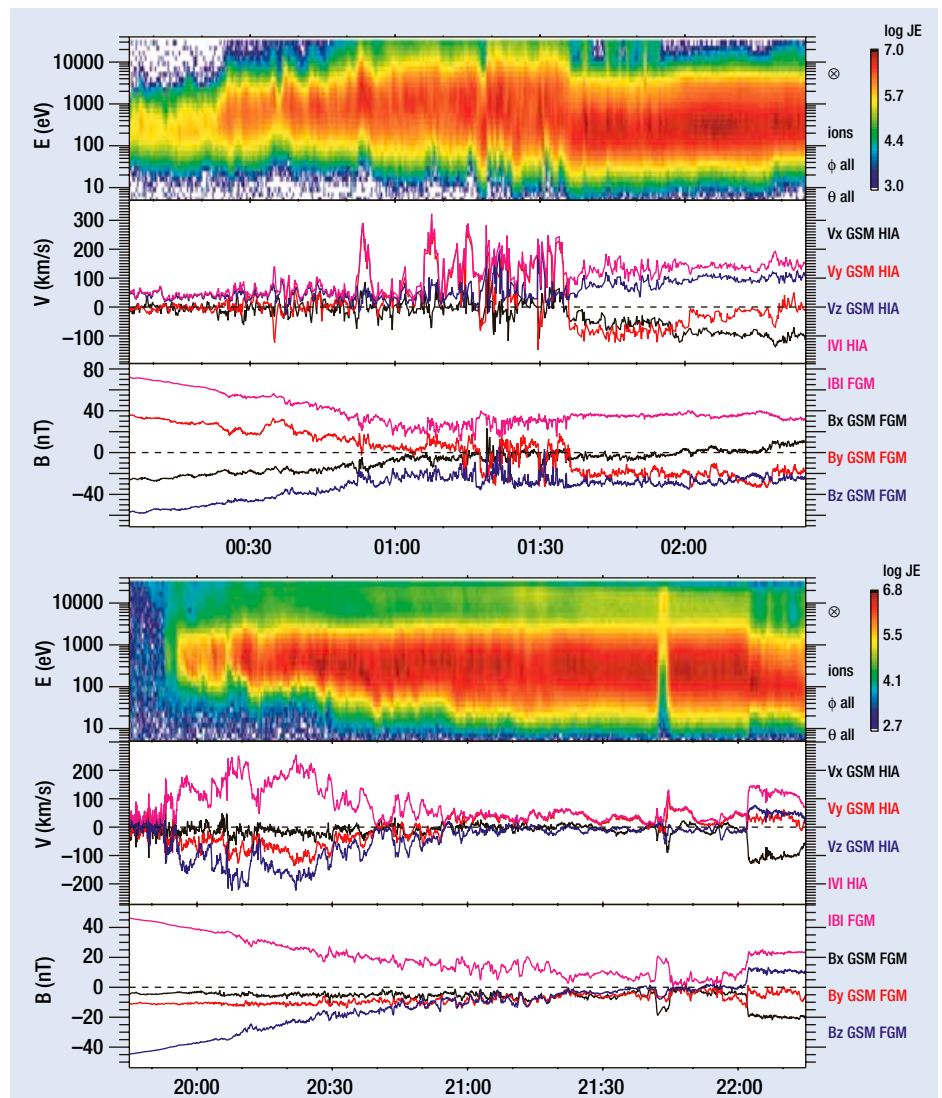 log JE
7.0
5.7
4.4
3.0
⊗
ions
ϕ all
θ all
E (eV)
10000
1000
100
10
V (km/s)
300
200
100
0
−100
Vx GSM HIA
Vy GSM HIA
Vz GSM HIA
IVI HIA
B (nT)
80
40
0
−40
IBI FGM
Bx GSM FGM
By GSM FGM
Bz GSM FGM
00:30 01:00 01:30 02:00
log JE
6.8
5.5
4.1
2.7
⊗
ions
ϕ all
θ all
E (eV)
10000
1000
100
10
V (km/s)
200
100
0
−100
−200
Vx GSM HIA
Vy GSM HIA
Vz GSM HIA
IVI HIA
B (nT)
40
20
0
−20
−40
IBI FGM
Bx GSM FGM
By GSM FGM
Bz GSM FGM
20:00 20:30 21:00 21:30 22:00